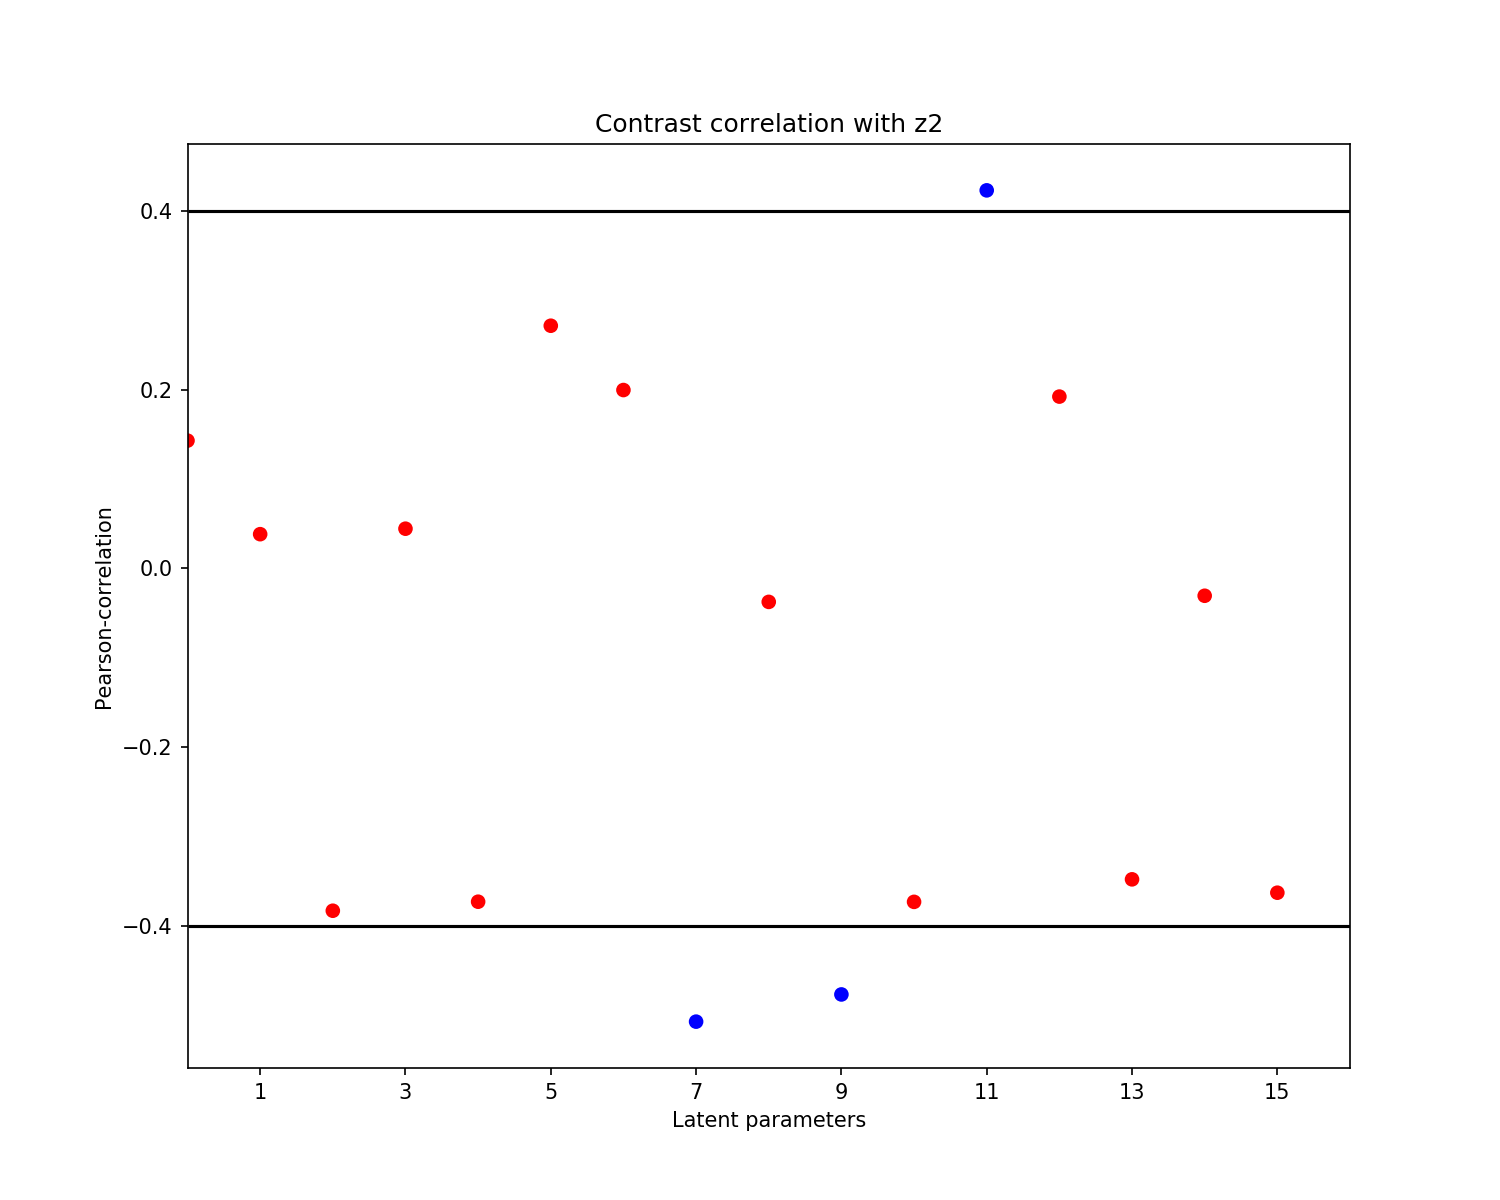 Contrast correlation with z2
0.4
0.2
0.0
−0.2
−0.4
Pearson-correlation
1 3 5 7 9 11 13 15
Latent parameters